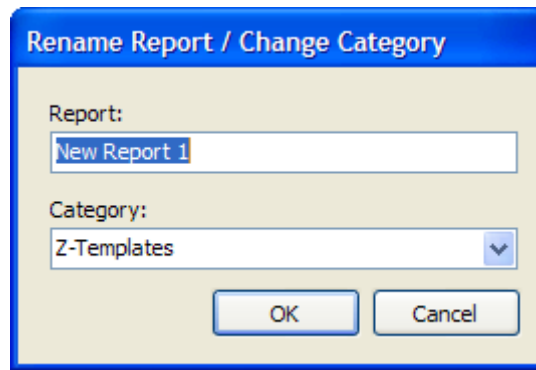 Rename Report / Change Category
Report:
New Report 1
Category:
Z-Templates
OK Cancel